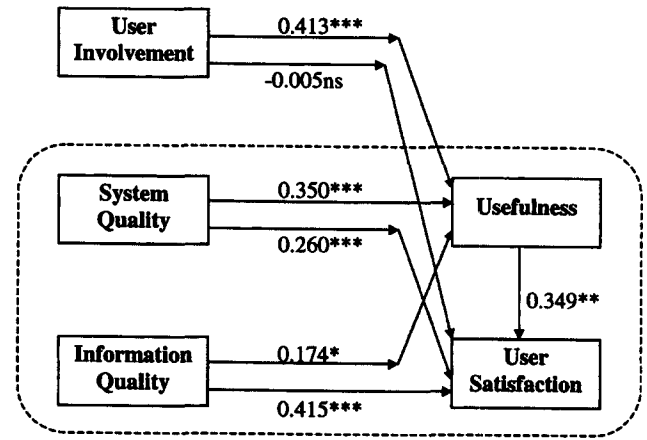 User
Involvement
0.413***
-0.005ns
System
Quality
0.350***
0.260***
Usefulness
0.349**
Information
Quality
0.174*
0.415***
User
Satisfaction